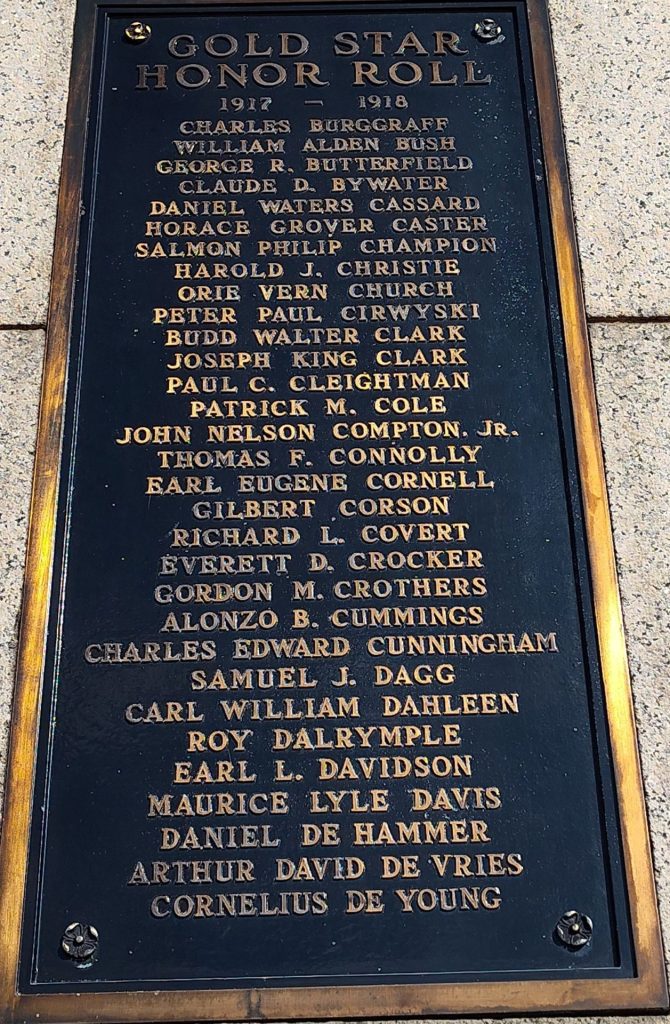 GOLD STAR
HONOR ROLL
1917 – 1918
CHARLES BURGGRAFF
WILLIAM ALDEN BUSH
GEORGE R. BUTTERFIELD
CLAUDE D. BYWATER
DANIEL WATERS CASSARD
HORACE GROVER CASTER
SALMON PHILIP CHAMPION
HAROLD J. CHRISTIE
ORIE VERN CHURCH
PETER PAUL CIRWYSKI
BUDD WALTER CLARK
JOSEPH KING CLARK
PAUL C. CLEIGHTMAN
PATRICK M. COLE
JOHN NELSON COMPTON, JR.
THOMAS F. CONNOLLY
EARL EUGENE CORNELL
GILBERT CORSON
RICHARD L. COVERT
EVERETT D. CROCKER
GORDON M. CROTHERS
ALONZO B. CUMMINGS
CHARLES EDWARD CUNNINGHAM
SAMUEL J. DAGG
CARL WILLIAM DAHLEEN
ROY DALRYMPLE
EARL L. DAVIDSON
MAURICE LYLE DAVIS
DANIEL DE HAMMER
ARTHUR DAVID DE VRIES
CORNELIUS DE YOUNG